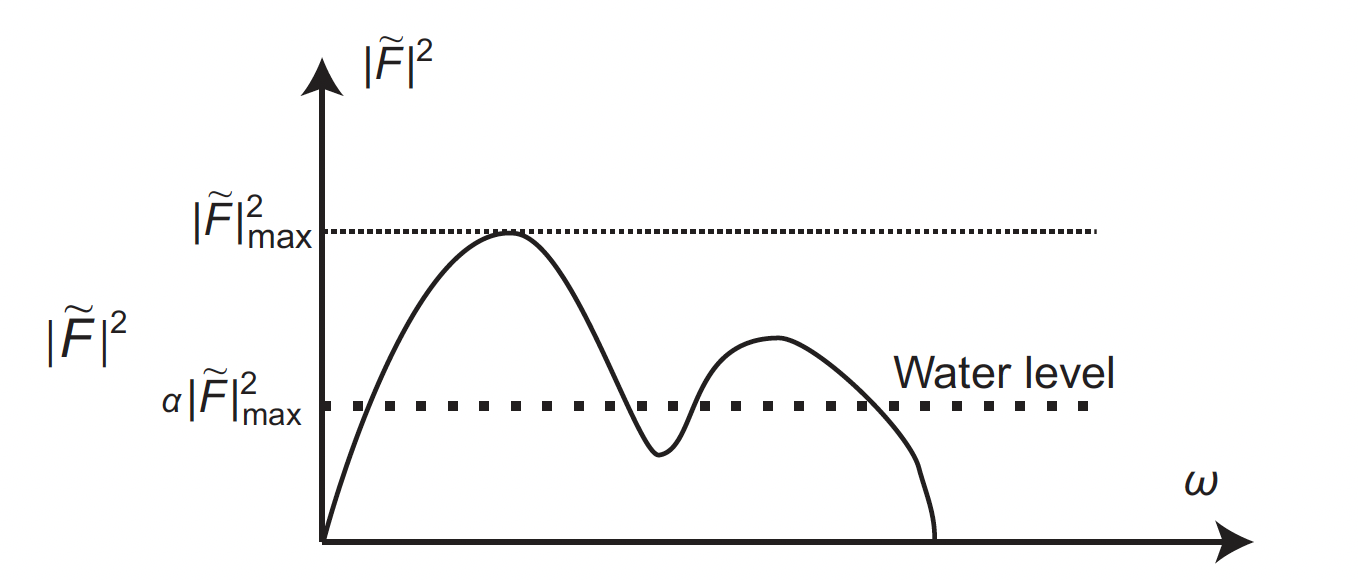 |F̃|²
|F̃|²max
|F̃|²
α|F̃|²max
Water level
ω